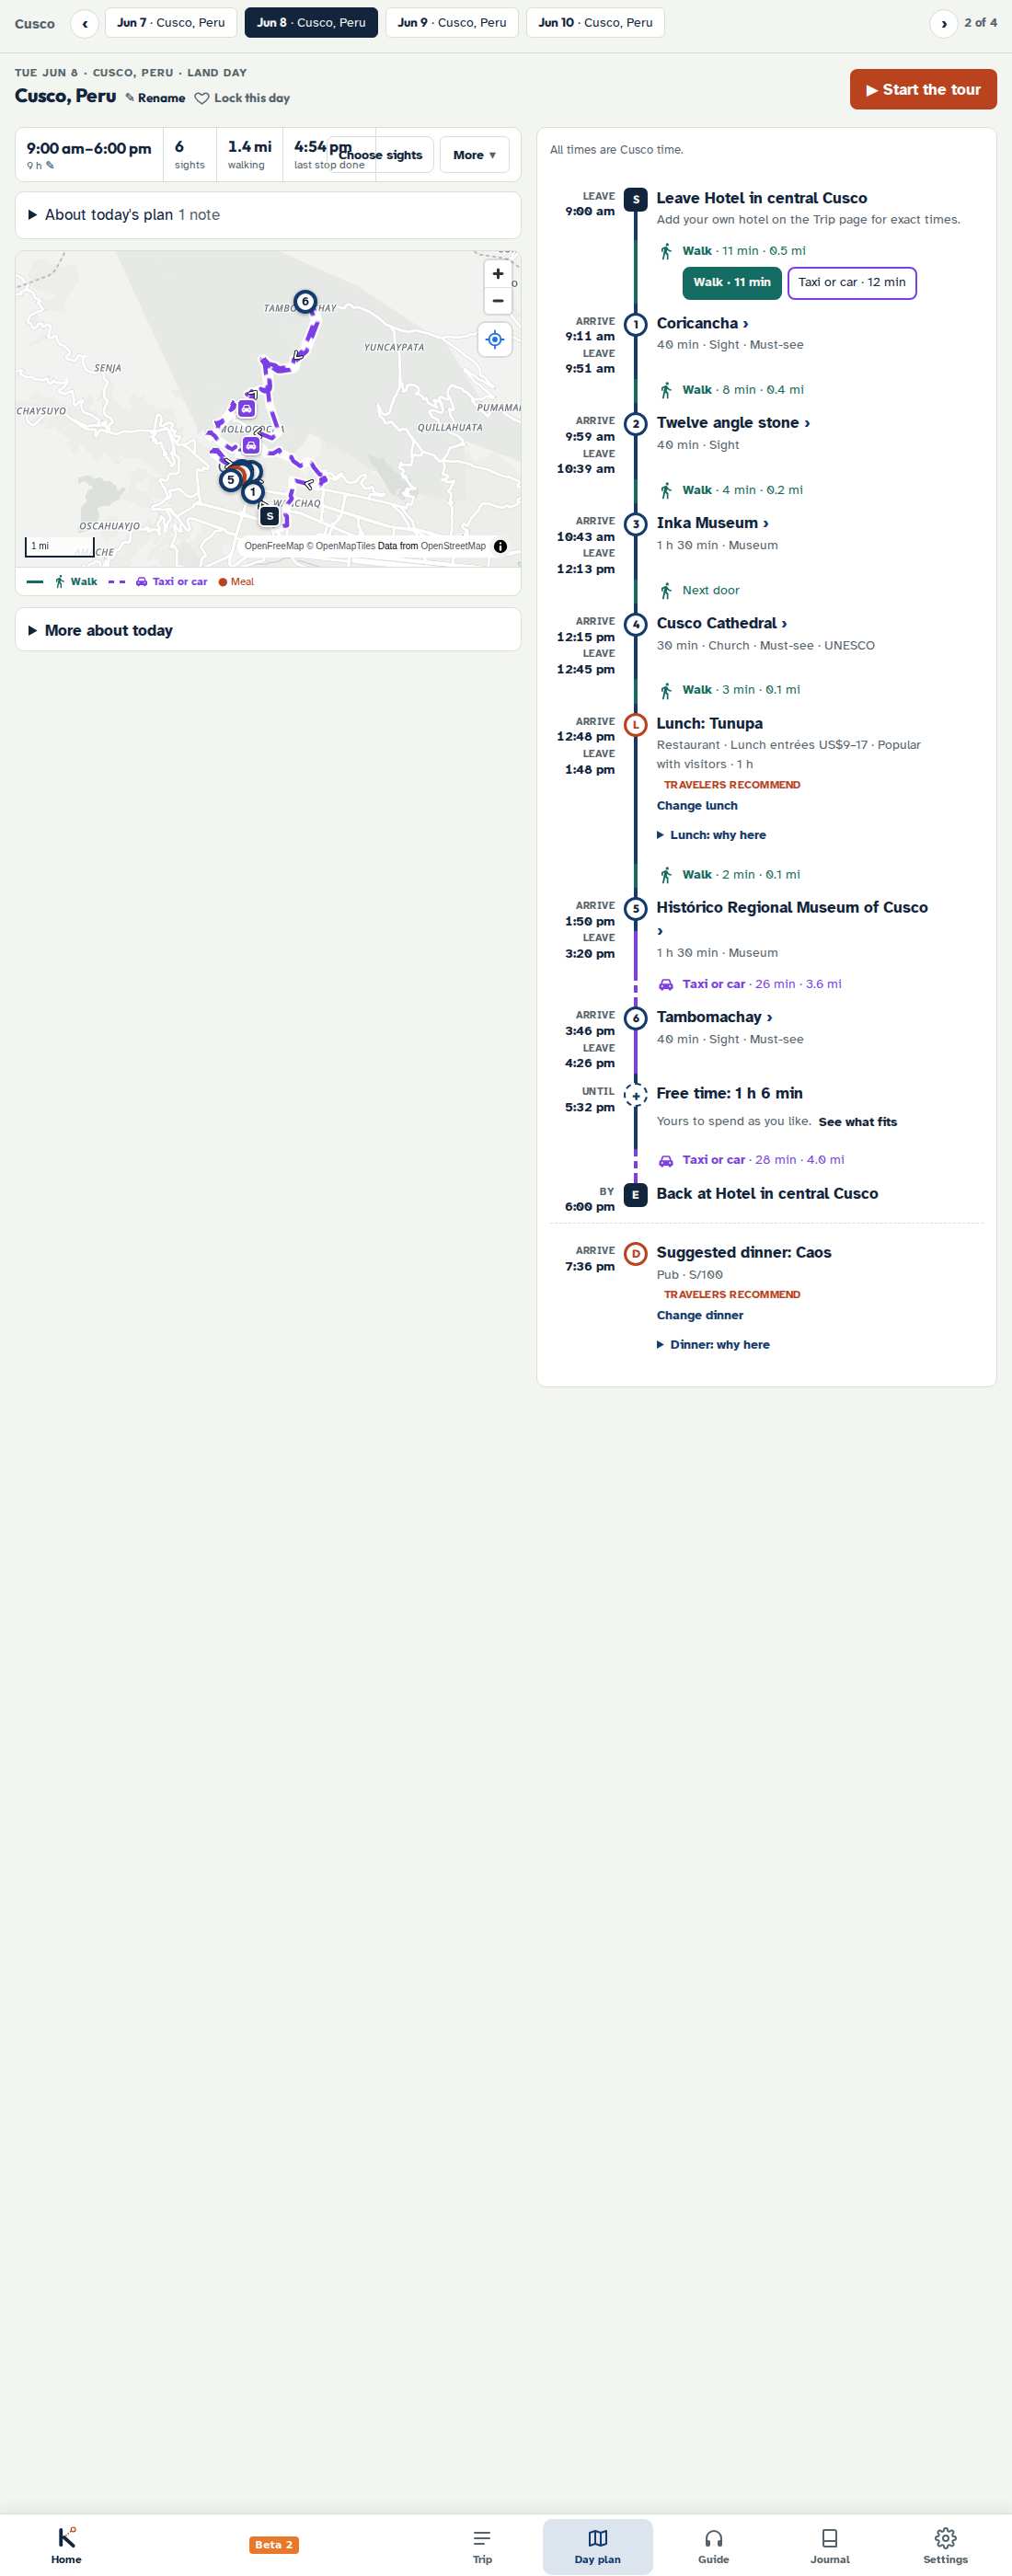 Cusco ‹ Jun 7 · Cusco, Peru Jun 8 · Cusco, Peru Jun 9 · Cusco, Peru Jun 10 · Cusco, Peru › 2 of 4
TUE JUN 8 · CUSCO, PERU · LAND DAY
Cusco, Peru ✎ Rename Lock this day
▶ Start the tour
9:00 am–6:00 pm
9 h ✎
6
sights
1.4 mi
walking
4:54 pm
last stop done
Choose sights
More ▾
▶ About today's plan 1 note
6
YUNCAYPATA
SENJA
CHAYSUYO
QUILLAHUATA
5
1
S
OSCAHUAYJO
+
−
1 mi
OpenFreeMap © OpenMapTiles Data from OpenStreetMap
Walk Taxi or car Meal
▶ More about today
All times are Cusco time.
LEAVE
9:00 am
S
Leave Hotel in central Cusco
Add your own hotel on the Trip page for exact times.
Walk · 11 min · 0.5 mi
Walk · 11 min
Taxi or car · 12 min
ARRIVE
9:11 am
LEAVE
9:51 am
1
Coricancha ›
40 min · Sight · Must-see
Walk · 8 min · 0.4 mi
ARRIVE
9:59 am
LEAVE
10:39 am
2
Twelve angle stone ›
40 min · Sight
Walk · 4 min · 0.2 mi
ARRIVE
10:43 am
LEAVE
12:13 pm
3
Inka Museum ›
1 h 30 min · Museum
Next door
ARRIVE
12:15 pm
LEAVE
12:45 pm
4
Cusco Cathedral ›
30 min · Church · Must-see · UNESCO
Walk · 3 min · 0.1 mi
ARRIVE
12:48 pm
LEAVE
1:48 pm
L
Lunch: Tunupa
Restaurant · Lunch entrées US$9–17 · Popular
with visitors · 1 h
TRAVELERS RECOMMEND
Change lunch
▶ Lunch: why here
Walk · 2 min · 0.1 mi
ARRIVE
1:50 pm
LEAVE
3:20 pm
5
Histórico Regional Museum of Cusco
›
1 h 30 min · Museum
Taxi or car · 26 min · 3.6 mi
ARRIVE
3:46 pm
LEAVE
4:26 pm
6
Tambomachay ›
40 min · Sight · Must-see
UNTIL
5:32 pm
+
Free time: 1 h 6 min
Yours to spend as you like. See what fits
Taxi or car · 28 min · 4.0 mi
BY
6:00 pm
E
Back at Hotel in central Cusco
ARRIVE
7:36 pm
D
Suggested dinner: Caos
Pub · S/100
TRAVELERS RECOMMEND
Change dinner
▶ Dinner: why here
Home
Beta 2
Trip
Day plan
Guide
Journal
Settings